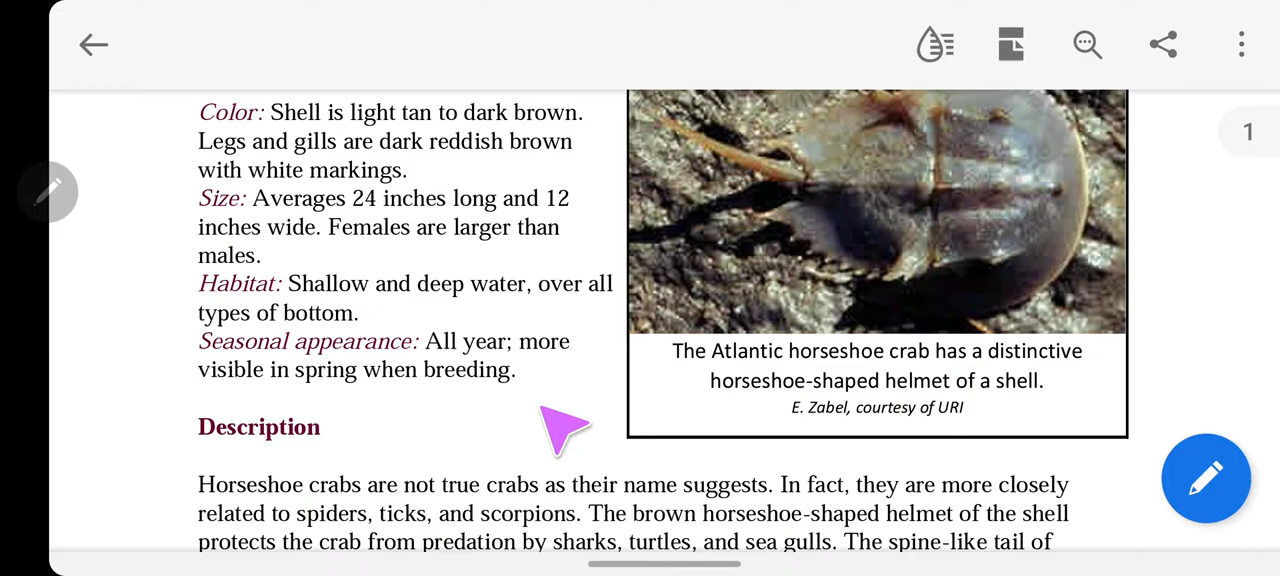 1
Color: Shell is light tan to dark brown.
Legs and gills are dark reddish brown
with white markings.
Size: Averages 24 inches long and 12
inches wide. Females are larger than
males.
Habitat: Shallow and deep water, over all
types of bottom.
Seasonal appearance: All year; more
visible in spring when breeding.
The Atlantic horseshoe crab has a distinctive
horseshoe-shaped helmet of a shell.
E. Zabel, courtesy of URI
Description
Horseshoe crabs are not true crabs as their name suggests. In fact, they are more closely
related to spiders, ticks, and scorpions. The brown horseshoe-shaped helmet of the shell
protects the crab from predation by sharks, turtles, and sea gulls. The spine-like tail of